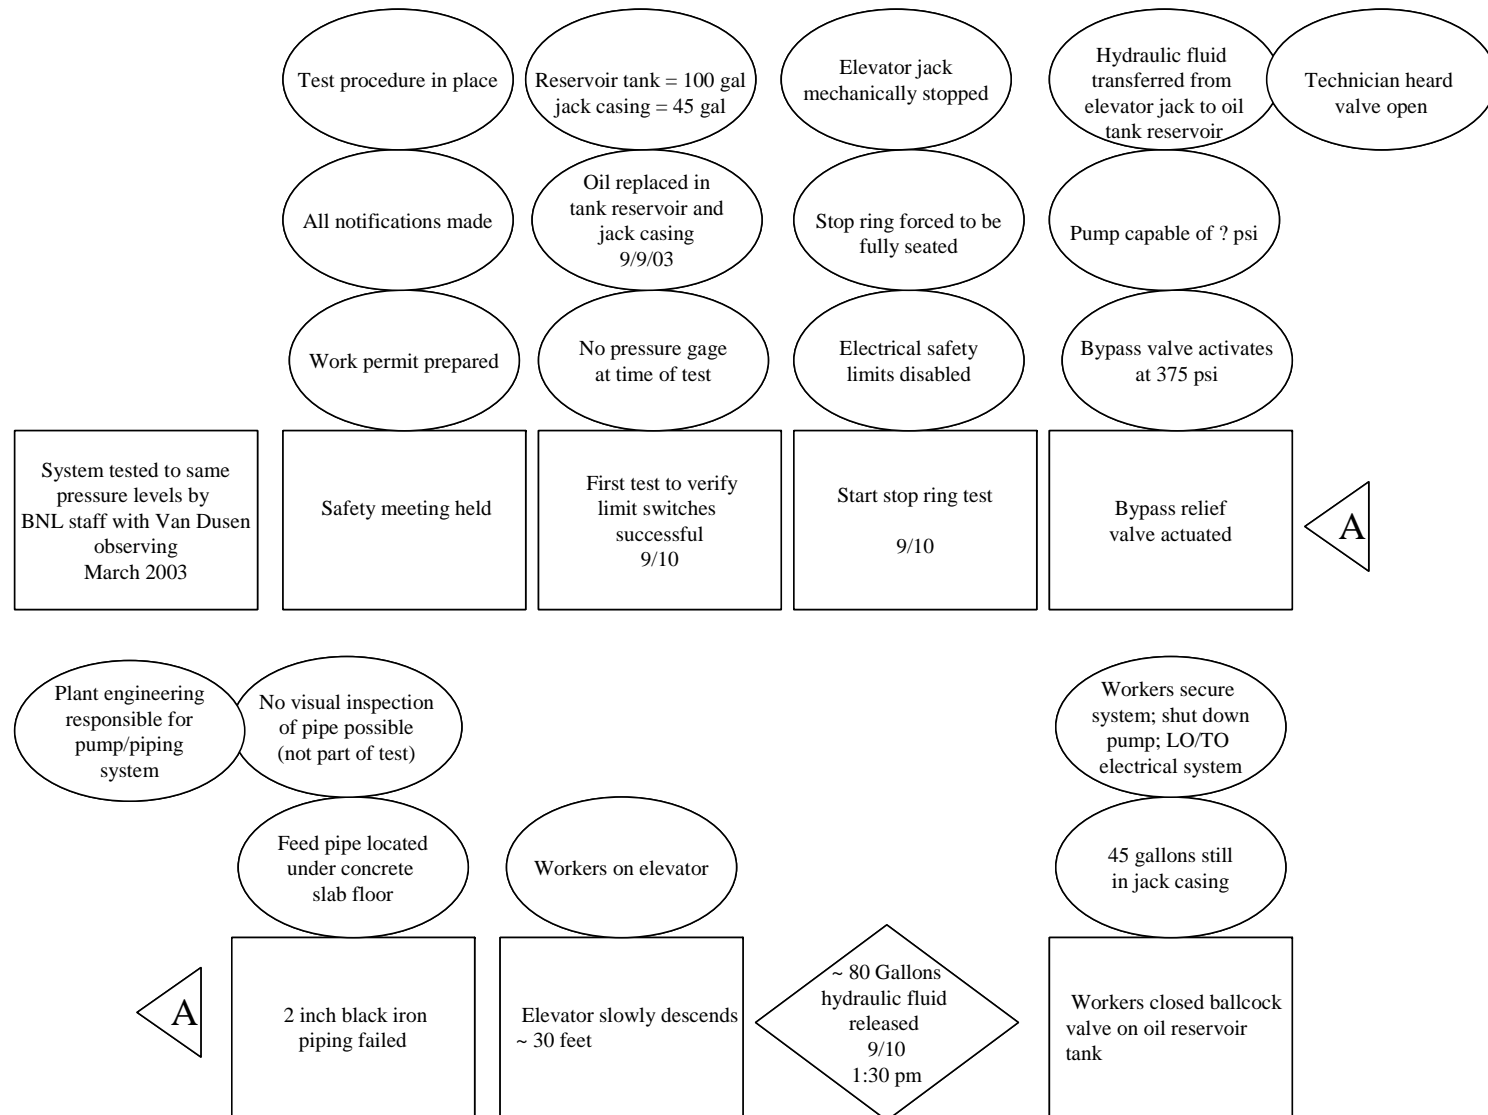 Test procedure in place
Reservoir tank = 100 gal
jack casing = 45 gal
Elevator jack
mechanically stopped
Hydraulic fluid
transferred from
elevator jack to oil
tank reservoir
Technician heard
valve open
All notifications made
Oil replaced in
tank reservoir and
jack casing
9/9/03
Stop ring forced to be
fully seated
Pump capable of ? psi
Work permit prepared
No pressure gage
at time of test
Electrical safety
limits disabled
Bypass valve activates
at 375 psi
System tested to same
pressure levels by
BNL staff with Van Dusen
observing
March 2003
Safety meeting held
First test to verify
limit switches
successful
9/10
Start stop ring test
9/10
Bypass relief
valve actuated
A
Plant engineering
responsible for
pump/piping
system
No visual inspection
of pipe possible
(not part of test)
Workers secure
system; shut down
pump; LO/TO
electrical system
Feed pipe located
under concrete
slab floor
Workers on elevator
45 gallons still
in jack casing
A
2 inch black iron
piping failed
Elevator slowly descends
~ 30 feet
~ 80 Gallons
hydraulic fluid
released
9/10
1:30 pm
Workers closed ballcock
valve on oil reservoir
tank